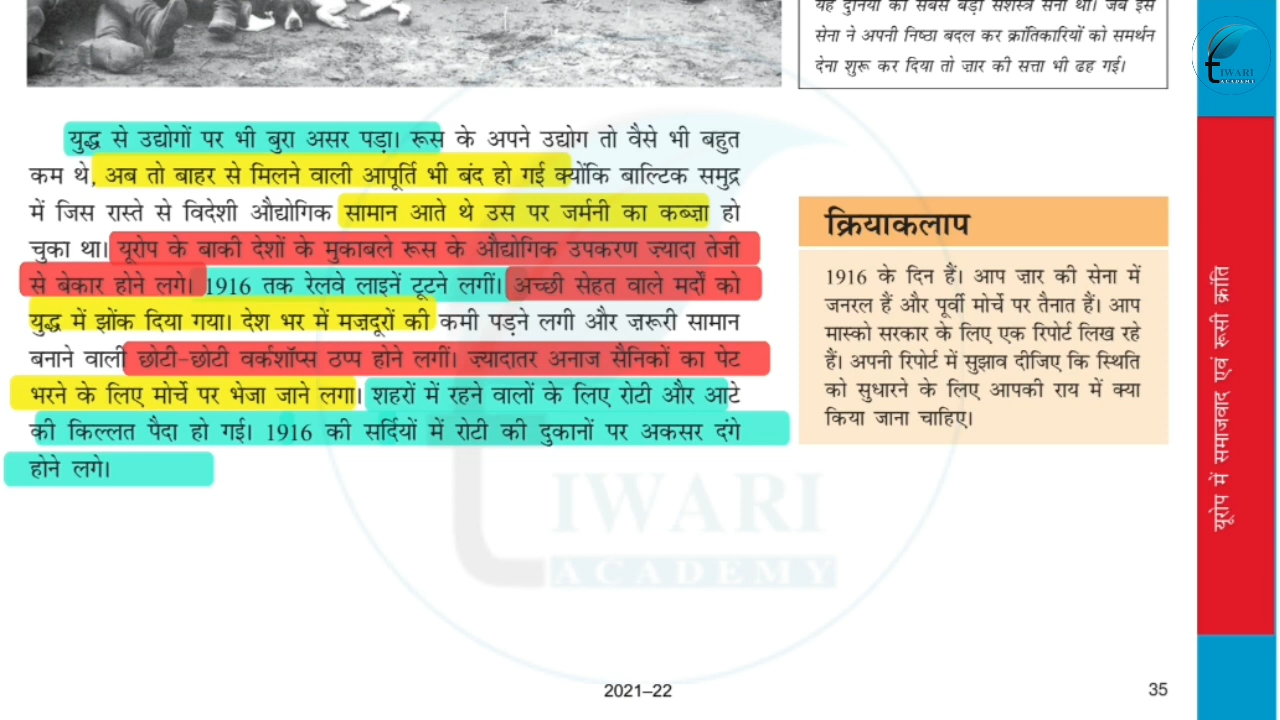 यह दुनिया की सबसे बड़ी सशस्त्र सेना थी। जब इस
सेना ने अपनी निष्ठा बदल कर क्रांतिकारियों को समर्थन
देना शुरू कर दिया तो ज़ार की सत्ता भी ढह गई।
युद्ध से उद्योगों पर भी बुरा असर पड़ा। रूस के अपने उद्योग तो वैसे भी बहुत
कम थे, अब तो बाहर से मिलने वाली आपूर्ति भी बंद हो गई क्योंकि बाल्टिक समुद्र
में जिस रास्ते से विदेशी औद्योगिक सामान आते थे उस पर जर्मनी का कब्ज़ा हो
चुका था। यूरोप के बाकी देशों के मुकाबले रूस के औद्योगिक उपकरण ज़्यादा तेजी
से बेकार होने लगे। 1916 तक रेलवे लाइनें टूटने लगीं। अच्छी सेहत वाले मर्दों को
युद्ध में झोंक दिया गया। देश भर में मज़दूरों की कमी पड़ने लगी और ज़रूरी सामान
बनाने वाली छोटी-छोटी वर्कशॉप्स ठप्प होने लगीं। ज़्यादातर अनाज सैनिकों का पेट
भरने के लिए मोर्चे पर भेजा जाने लगा। शहरों में रहने वालों के लिए रोटी और आटे
की किल्लत पैदा हो गई। 1916 की सर्दियों में रोटी की दुकानों पर अकसर दंगे
होने लगे।
क्रियाकलाप
1916 के दिन हैं। आप ज़ार की सेना में
जनरल हैं और पूर्वी मोर्चे पर तैनात हैं। आप
मास्को सरकार के लिए एक रिपोर्ट लिख रहे
हैं। अपनी रिपोर्ट में सुझाव दीजिए कि स्थिति
को सुधारने के लिए आपकी राय में क्या
किया जाना चाहिए।
यूरोप में समाजवाद एवं रूसी क्रांति
TIWARI
ACADEMY
tIWARI
ACADEMY
2021–22
35